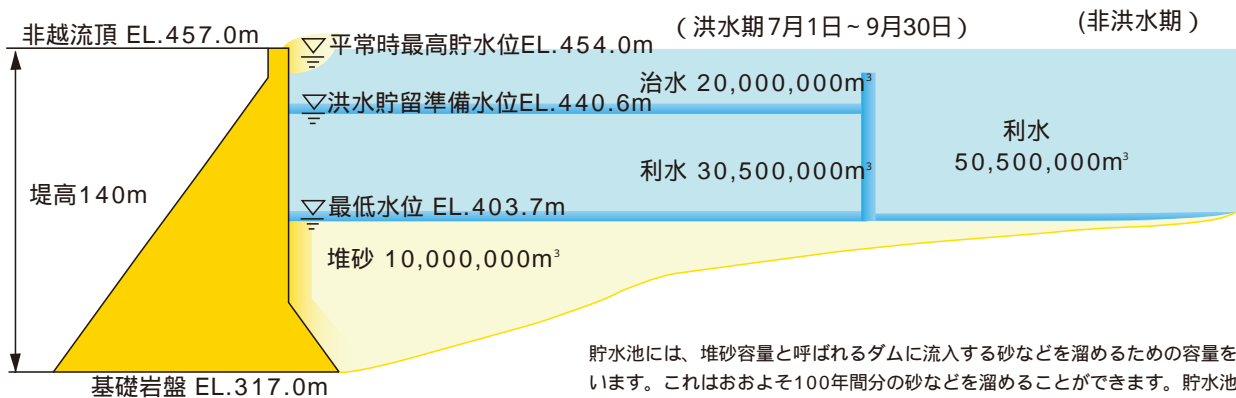 非越流頂 EL.457.0m
平常時最高貯水位EL.454.0m
(洪水期7月1日~9月30日)
(非洪水期)
治水 20,000,000m³
洪水貯留準備水位EL.440.6m
利水
50,500,000m³
利水 30,500,000m³
堤高140m
最低水位 EL.403.7m
堆砂 10,000,000m³
基礎岩盤 EL.317.0m
貯水池には、堆砂容量と呼ばれるダムに流入する砂などを溜めるための容量を
います。これはおおよそ100年間分の砂などを溜めることができます。貯水池